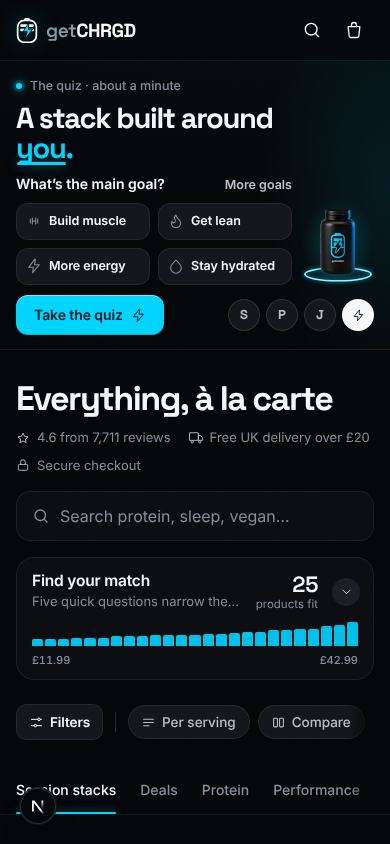 getCHRGD
The quiz · about a minute
A stack built around
you.
What's the main goal?
More goals
Build muscle
Get lean
More energy
Stay hydrated
Take the quiz
S
P
J
Everything, à la carte
4.6 from 7,711 reviews
Free UK delivery over £20
Secure checkout
Search protein, sleep, vegan...
Find your match
25
Five quick questions narrow the...
products fit
£11.99
£42.99
Filters
Per serving
Compare
stacks
Deals
Protein
Performance
N